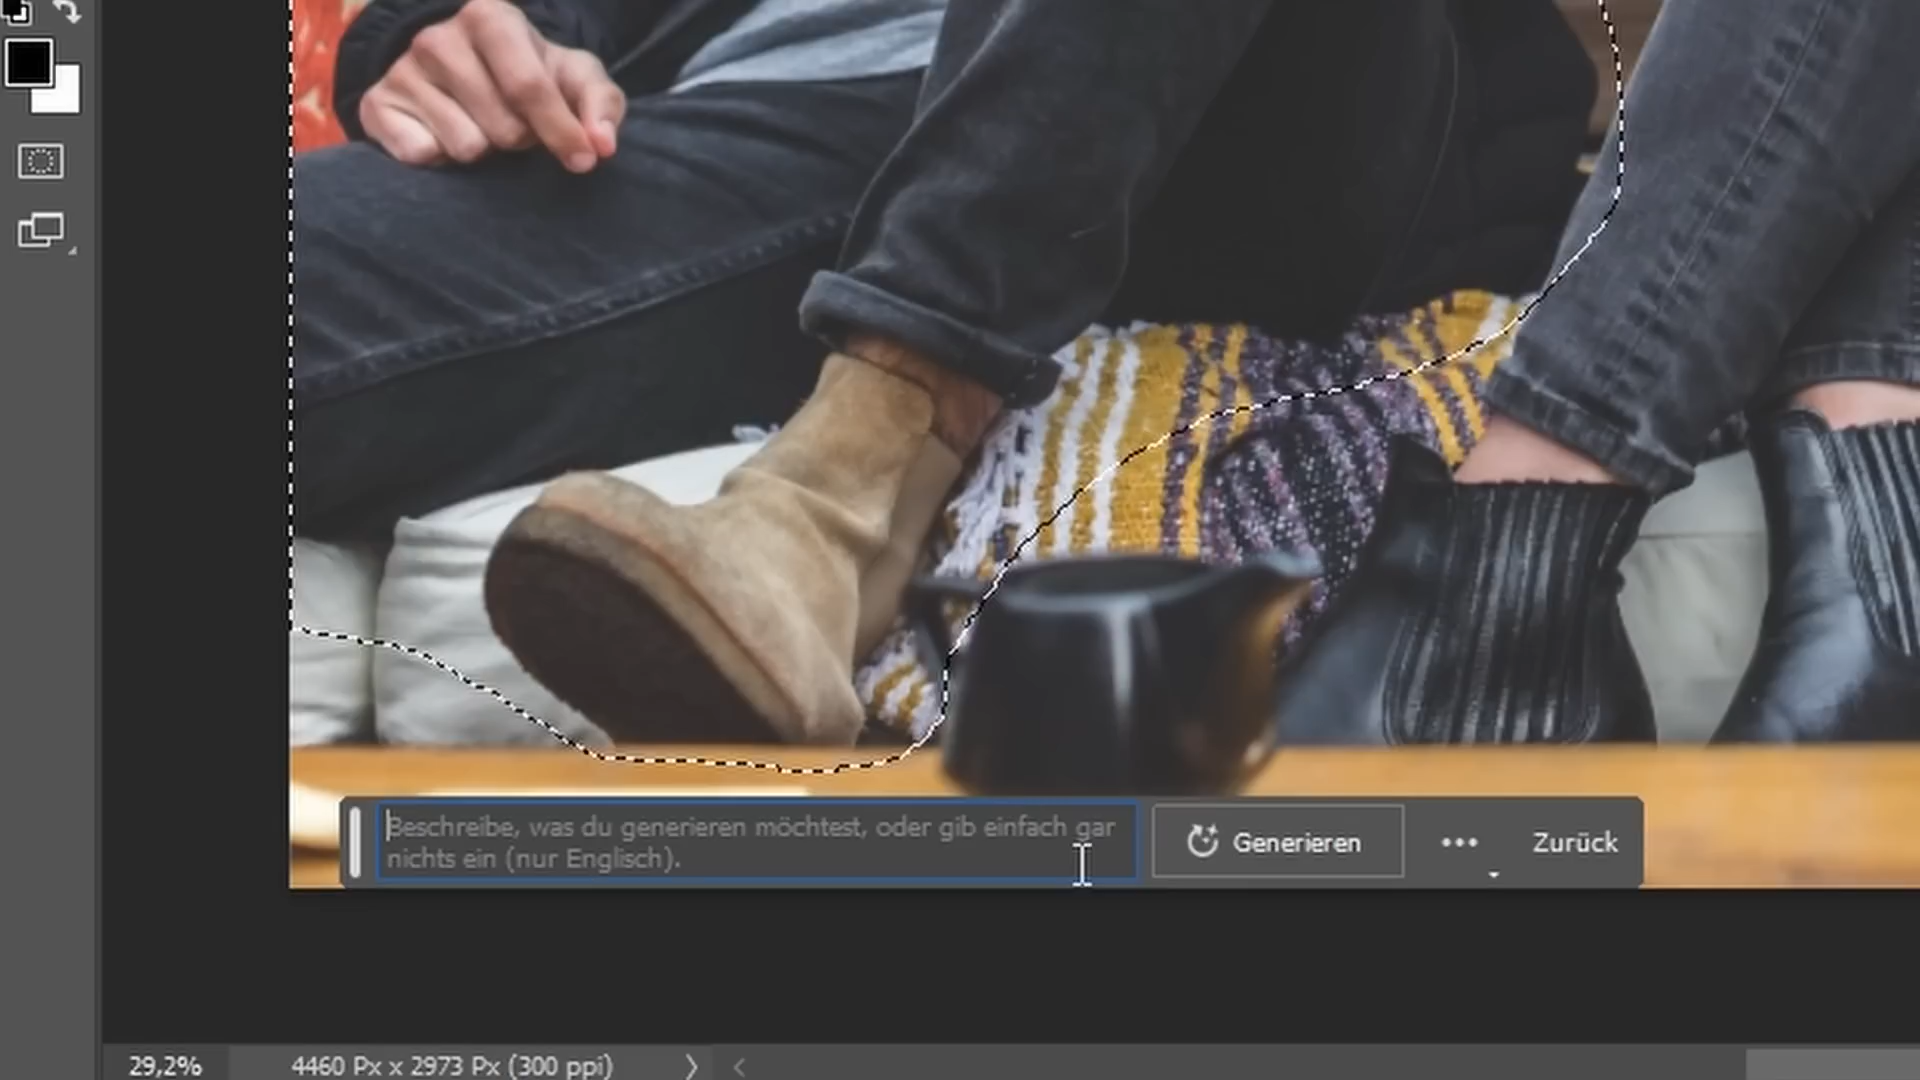 Beschreibe, was du generieren möchtest, oder gib einfach gar
nichts ein (nur Englisch).
Generieren
Zurück
29,2%
4460 Px x 2973 Px (300 ppi)